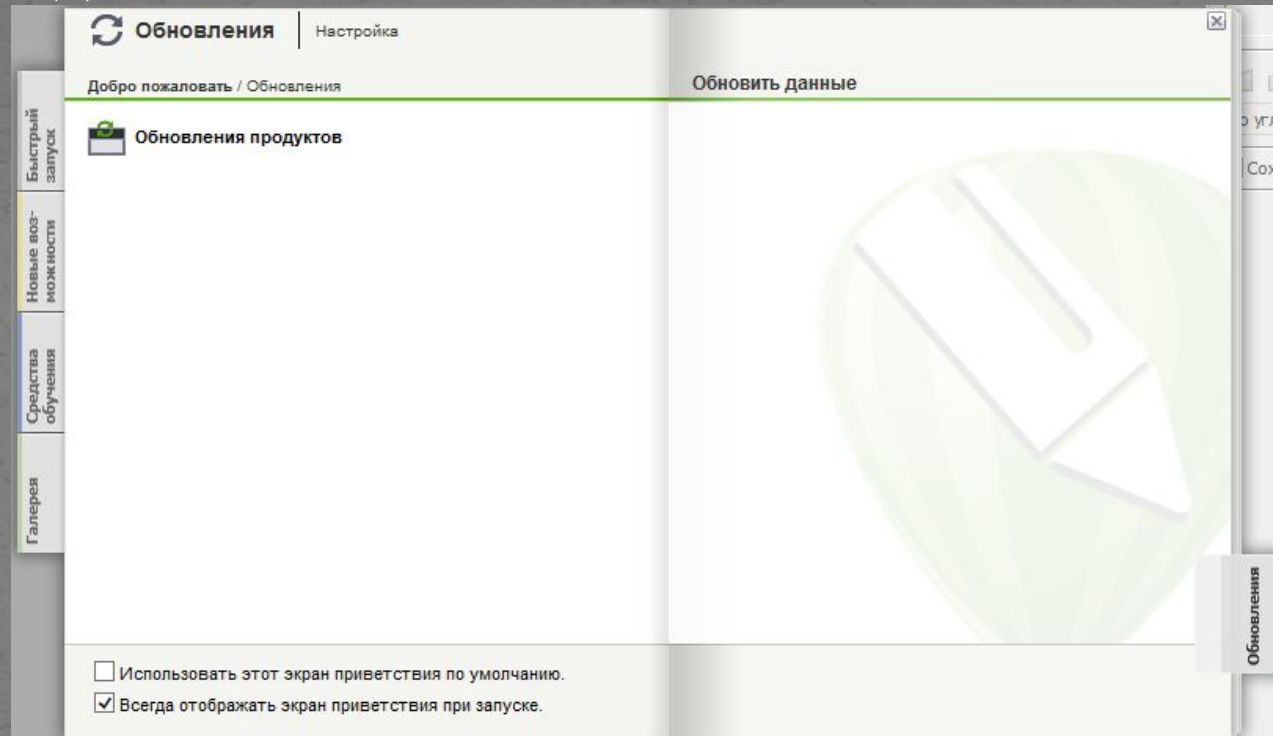 Обновления
Настройка
Добро пожаловать / Обновления
Обновить данные
Обновления продуктов
Быстрый
запуск
Новые воз-
можности
Средства
обучения
Галерея
Обновления
Использовать этот экран приветствия по умолчанию.
Всегда отображать экран приветствия при запуске.